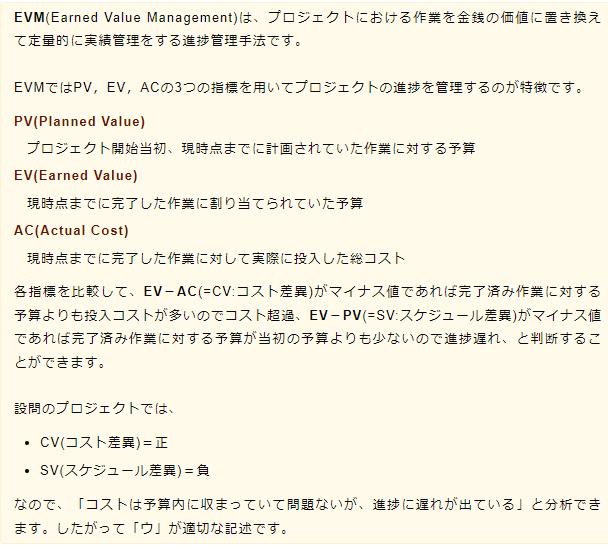 EVM(Earned Value Management)は、プロジェクトにおける作業を金銭の価値に置き換え
て定量的に実績管理をする進捗管理手法です。
EVMではPV，EV，ACの3つの指標を用いてプロジェクトの進捗を管理するのが特徴です。
PV(Planned Value)
プロジェクト開始当初、現時点までに計画されていた作業に対する予算
EV(Earned Value)
現時点までに完了した作業に割り当てられていた予算
AC(Actual Cost)
現時点までに完了した作業に対して実際に投入した総コスト
各指標を比較して、EV－AC(=CV:コスト差異)がマイナス値であれば完了済み作業に対する
予算よりも投入コストが多いのでコスト超過、EV－PV(=SV:スケジュール差異)がマイナス値
であれば完了済み作業に対する予算が当初の予算よりも少ないので進捗遅れ、と判断するこ
とができます。
設問のプロジェクトでは、
• CV(コスト差異)＝正
• SV(スケジュール差異)＝負
なので、「コストは予算内に収まっていて問題ないが、進捗に遅れが出ている」と分析でき
ます。したがって「ウ」が適切な記述です。